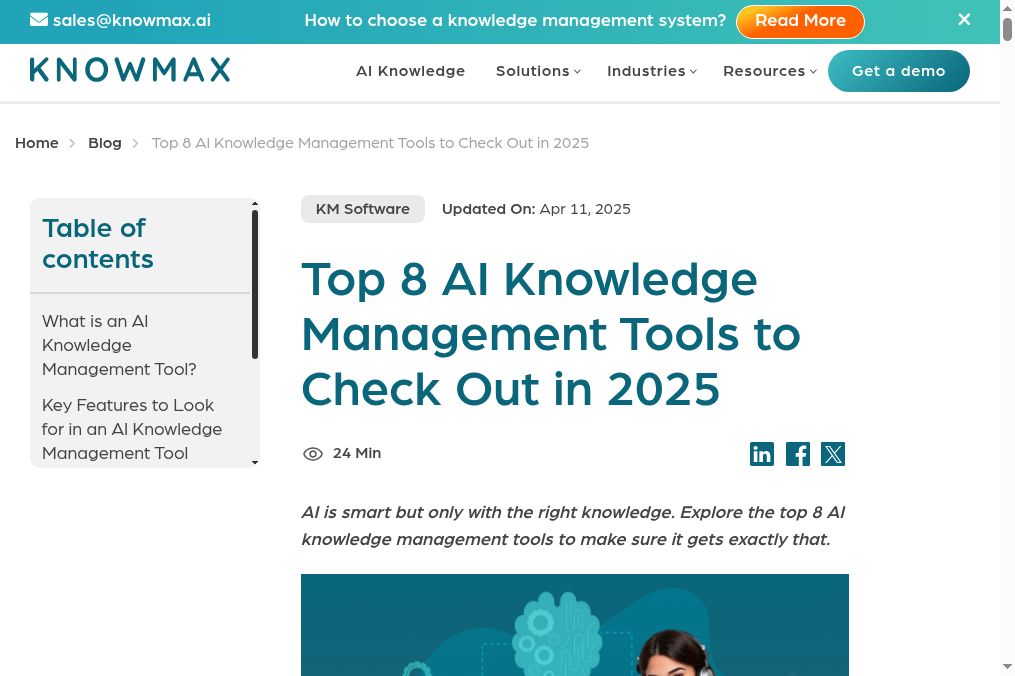 sales@knowmax.ai
How to choose a knowledge management system?
Read More
KNOWMAX
AI Knowledge
Solutions
Industries
Resources
Get a demo
Home
Blog
Top 8 AI Knowledge Management Tools to Check Out in 2025
Table of
contents
What is an AI
Knowledge
Management Tool?
Key Features to Look
for in an AI Knowledge
Management Tool
KM Software
Updated On: Apr 11, 2025
Top 8 AI Knowledge
Management Tools to
Check Out in 2025
24 Min
AI is smart but only with the right knowledge. Explore the top 8 AI
knowledge management tools to make sure it gets exactly that.